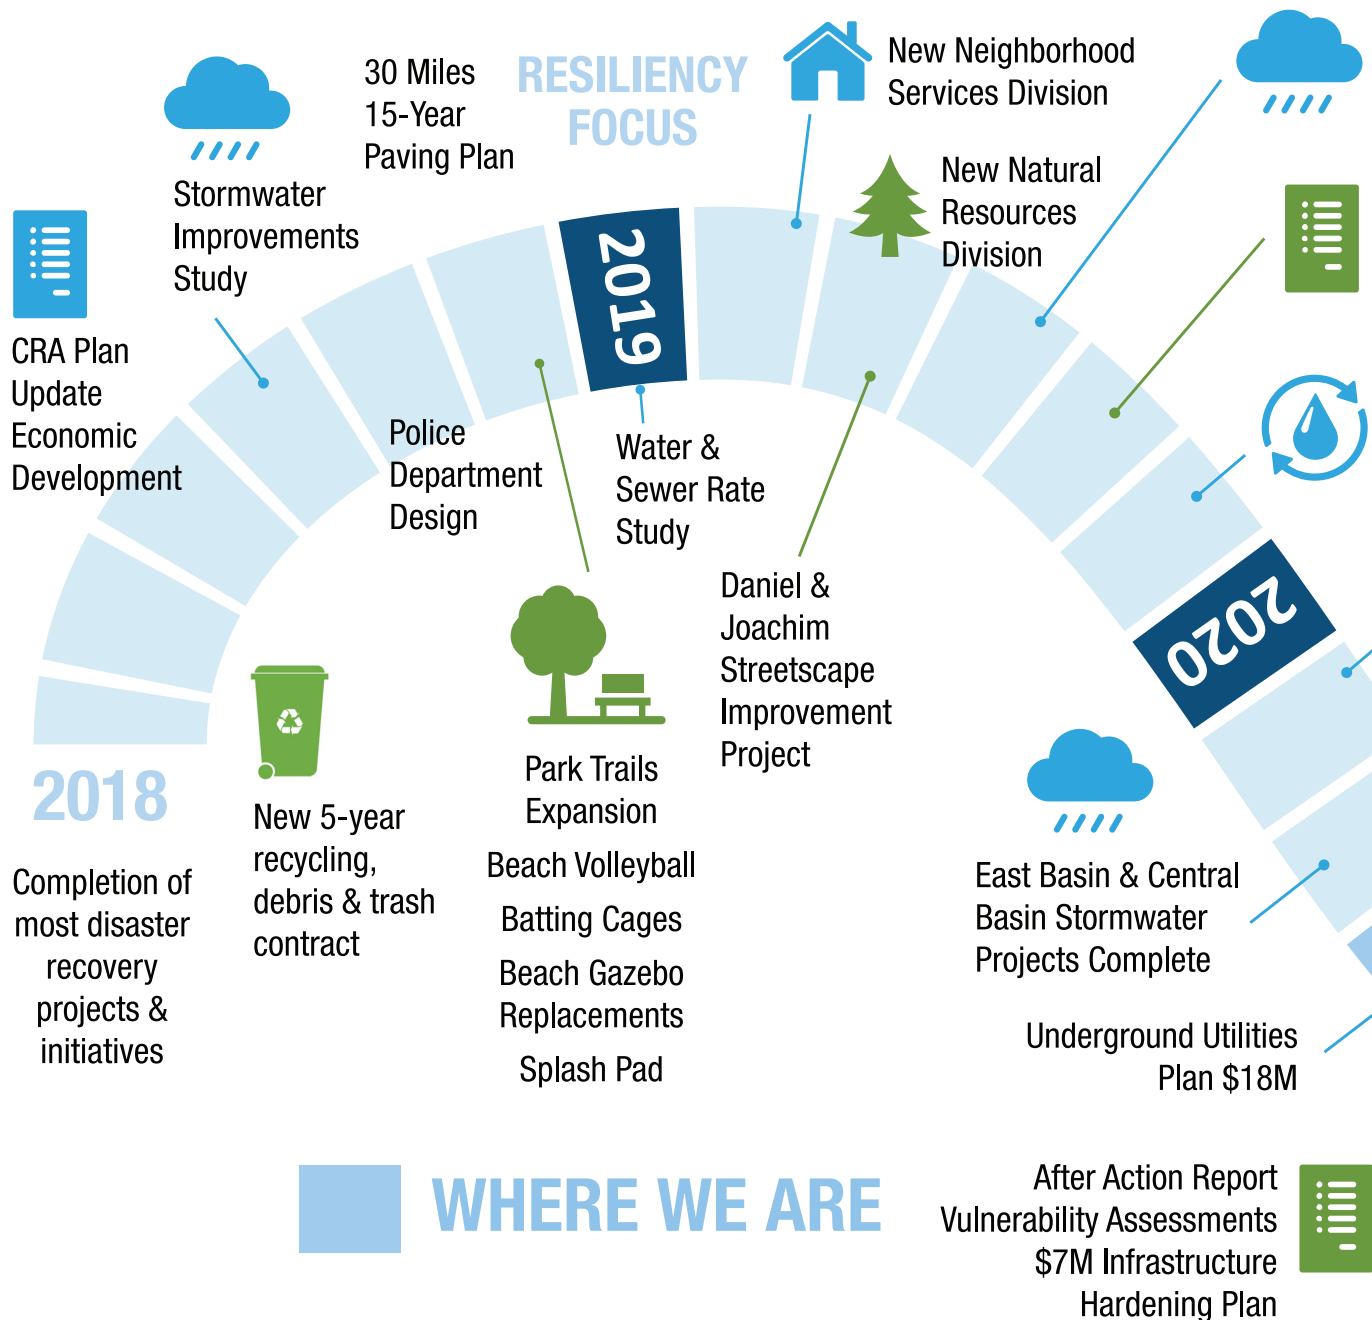 CRA Plan
Update
Economic
Development
Stormwater
Improvements
Study
30 Miles
15-Year
Paving Plan
RESILIENCY
FOCUS
New Neighborhood
Services Division
New Natural
Resources
Division
2019
2020
Police
Department
Design
Water &
Sewer Rate
Study
Daniel &
Joachim
Streetscape
Improvement
Project
2018
Completion of
most disaster
recovery
projects &
initiatives
New 5-year
recycling,
debris & trash
contract
Park Trails
Expansion
Beach Volleyball
Batting Cages
Beach Gazebo
Replacements
Splash Pad
East Basin & Central
Basin Stormwater
Projects Complete
Underground Utilities
Plan $18M
WHERE WE ARE
After Action Report
Vulnerability Assessments
$7M Infrastructure
Hardening Plan